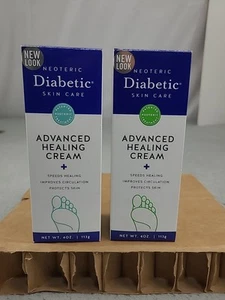 NEW LOOK
NEOTERIC
Diabetic
SKIN CARE
ADVANCED
HEALING
CREAM
+
SPEEDS HEALING
IMPROVES CIRCULATION
PROTECTS SKIN
NET WT. 4OZ. 113g
NEW LOOK
NEOTERIC
Diabetic
SKIN CARE
ADVANCED
HEALING
CREAM
+
SPEEDS HEALING
IMPROVES CIRCULATION
PROTECTS SKIN
NET WT. 4OZ. 113g